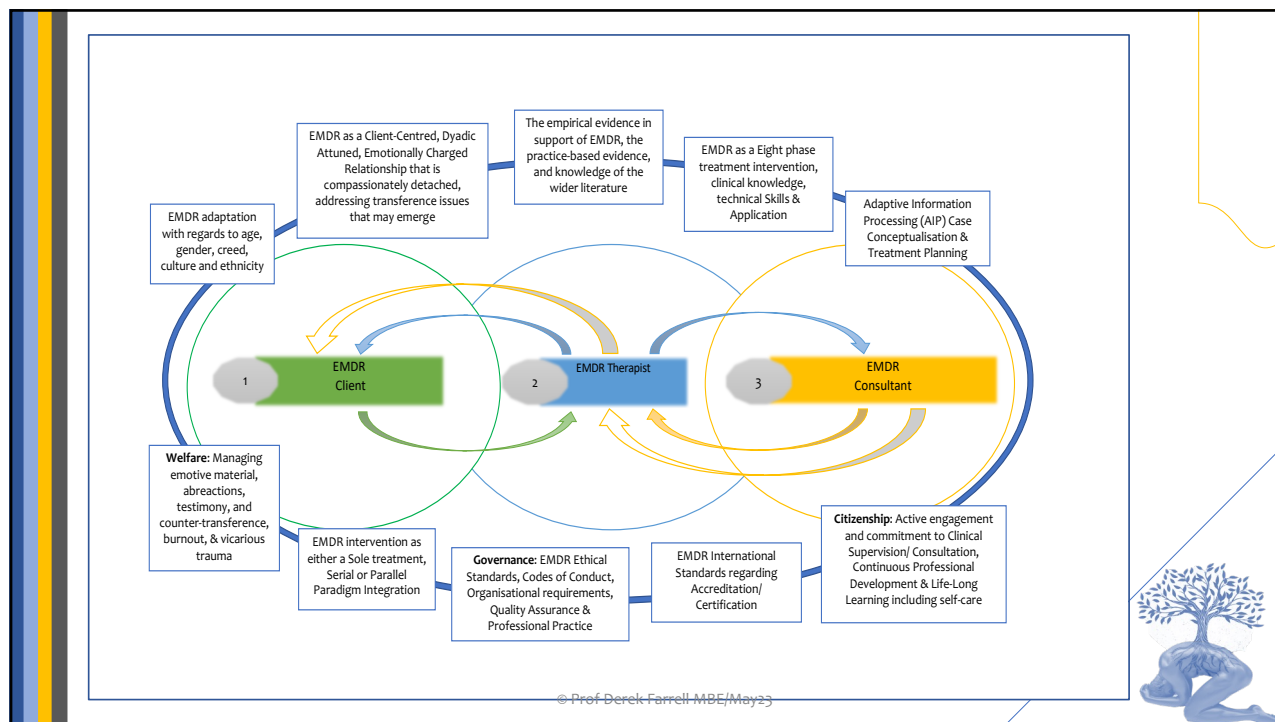 The empirical evidence in
support of EMDR, the
practice-based evidence,
and knowledge of the
wider literature
EMDR as a Client-Centred, Dyadic
Attuned, Emotionally Charged
Relationship that is
compassionately detached,
addressing transference issues
that may emerge
EMDR as a Eight phase
treatment intervention,
clinical knowledge,
technical Skills &
Application
EMDR adaptation
with regards to age,
gender, creed,
culture and ethnicity
Adaptive Information
Processing (AIP) Case
Conceptualisation &
Treatment Planning
1
EMDR
Client
2
EMDR Therapist
3
EMDR
Consultant
Welfare: Managing
emotive material,
abreactions,
testimony, and
counter-transference,
burnout, & vicarious
trauma
EMDR intervention as
either a Sole treatment,
Serial or Parallel
Paradigm Integration
Governance: EMDR Ethical
Standards, Codes of Conduct,
Organisational requirements,
Quality Assurance &
Professional Practice
EMDR International
Standards regarding
Accreditation/
Certification
Citizenship: Active engagement
and commitment to Clinical
Supervision/ Consultation,
Continuous Professional
Development & Life-Long
Learning including self-care
© Prof Derek Farrell MBE/May23